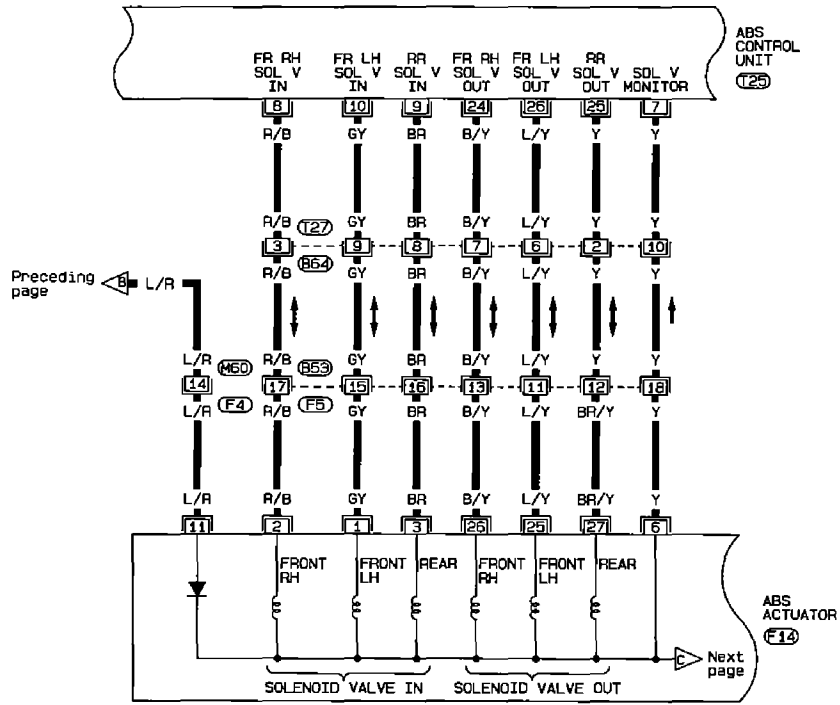 ABS
CONTROL
UNIT
T25
FR RH FR LH RR FR RH FR LH RR
SOL V SOL V SOL V SOL V SOL V SOL V SOL V
IN IN IN OUT OUT OUT MONITOR
8 10 9 24 26 25 7
R/B GY BR B/Y L/Y Y Y
R/B T27 GY BR B/Y L/Y Y Y
3 9 8 7 6 2 10
R/B B64 GY BR B/Y L/Y Y Y
Preceding
page
B L/R
L/R M60 R/B B53 GY BR B/Y L/Y Y Y
14 17 15 16 13 11 12 18
L/R F4 R/B F5 GY BR B/Y L/Y BR/Y Y
L/R R/B GY BR B/Y L/Y BR/Y Y
11 2 1 3 26 25 27 6
FRONT FRONT REAR FRONT FRONT REAR
RH LH RH LH
ABS
ACTUATOR
F14
C Next
page
SOLENOID VALVE IN SOLENOID VALVE OUT